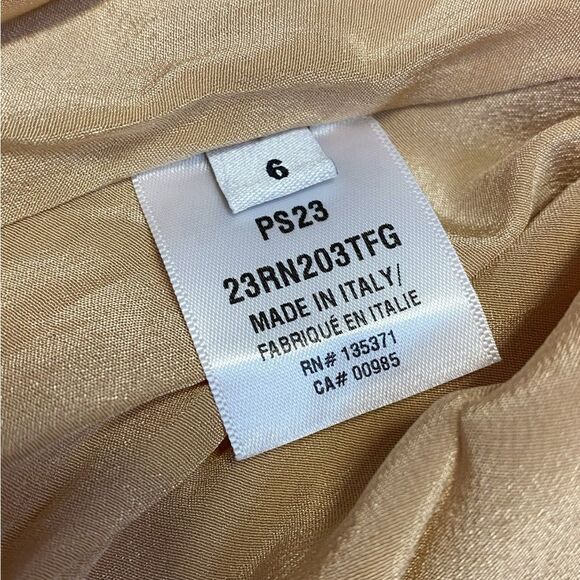 6
PS23
23RN203TFG
MADE IN ITALY/
FABRIQUÉ EN ITALIE
RN# 135371
CA# 00985